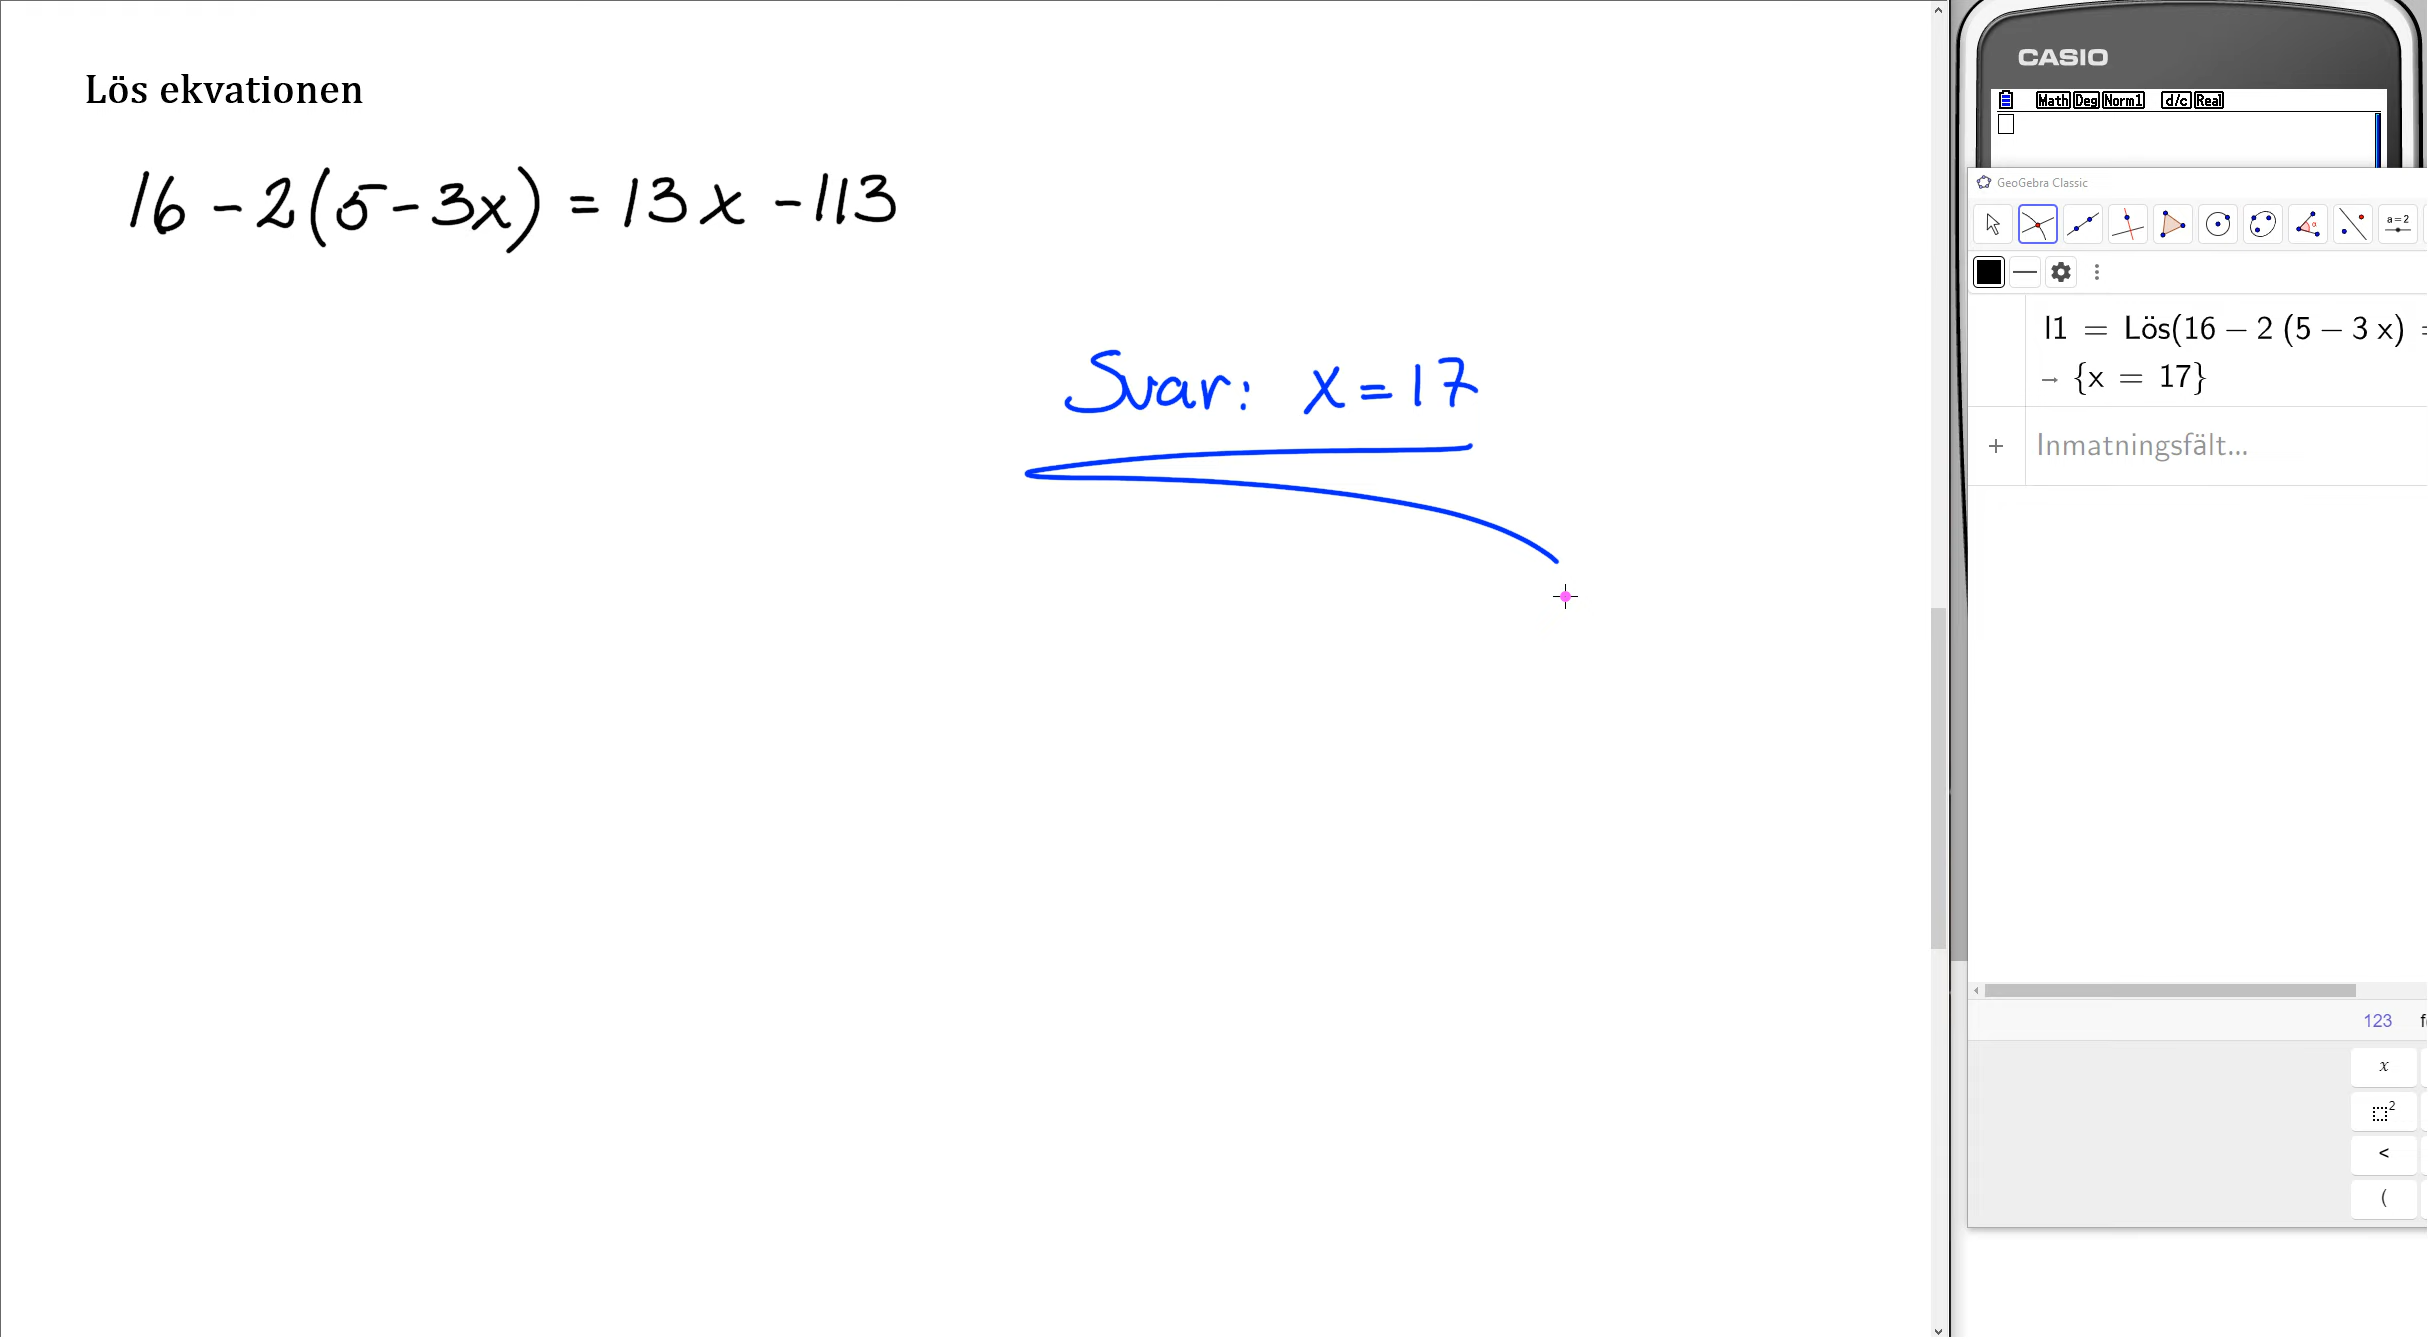 Lös ekvationen
16 - 2(5 - 3x) = 13x - 113
Svar: x = 17
CASIO
Math Deg Norm1 d/c Real
GeoGebra Classic
a=2
l1 = Lös(16 − 2 (5 − 3 x) =
→ {x = 17}
+ Inmatningsfält...
123 f
x
2
<
(